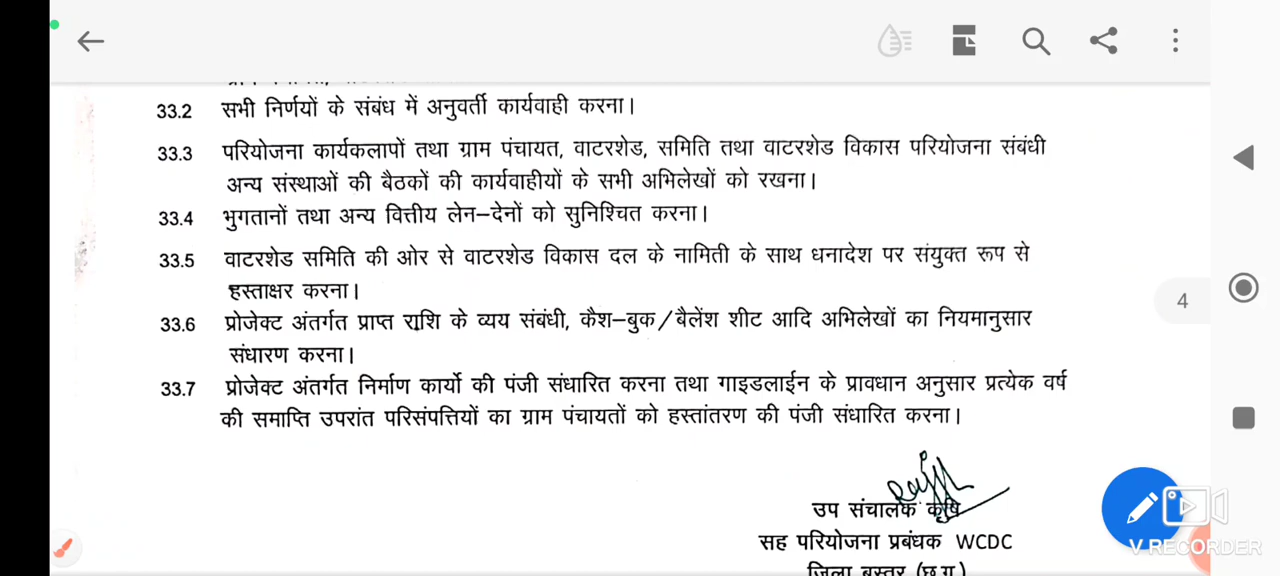 33.2 सभी निर्णयों के संबंध में अनुवर्ती कार्यवाही करना।
33.3 परियोजना कार्यकलापों तथा ग्राम पंचायत, वाटरशेड, समिति तथा वाटरशेड विकास परियोजना संबंधी
अन्य संस्थाओं की बैठकों की कार्यवाहीयों के सभी अभिलेखों को रखना।
33.4 भुगतानों तथा अन्य वित्तीय लेन–देनों को सुनिश्चित करना।
33.5 वाटरशेड समिति की ओर से वाटरशेड विकास दल के नामिती के साथ धनादेश पर संयुक्त रूप से
हस्ताक्षर करना।
4
33.6 प्रोजेक्ट अंतर्गत प्राप्त राशि के व्यय संबंधी, कैश–बुक/बैलेंश शीट आदि अभिलेखों का नियमानुसार
संधारण करना।
33.7 प्रोजेक्ट अंतर्गत निर्माण कार्यो की पंजी संधारित करना तथा गाइडलाईन के प्रावधान अनुसार प्रत्येक वर्ष
की समाप्ति उपरांत परिसंपत्तियों का ग्राम पंचायतों को हस्तांतरण की पंजी संधारित करना।
उप संचालक कृषि
सह परियोजना प्रबंधक WCDC
जिला बस्तर (छ.ग.)
V RECORDER